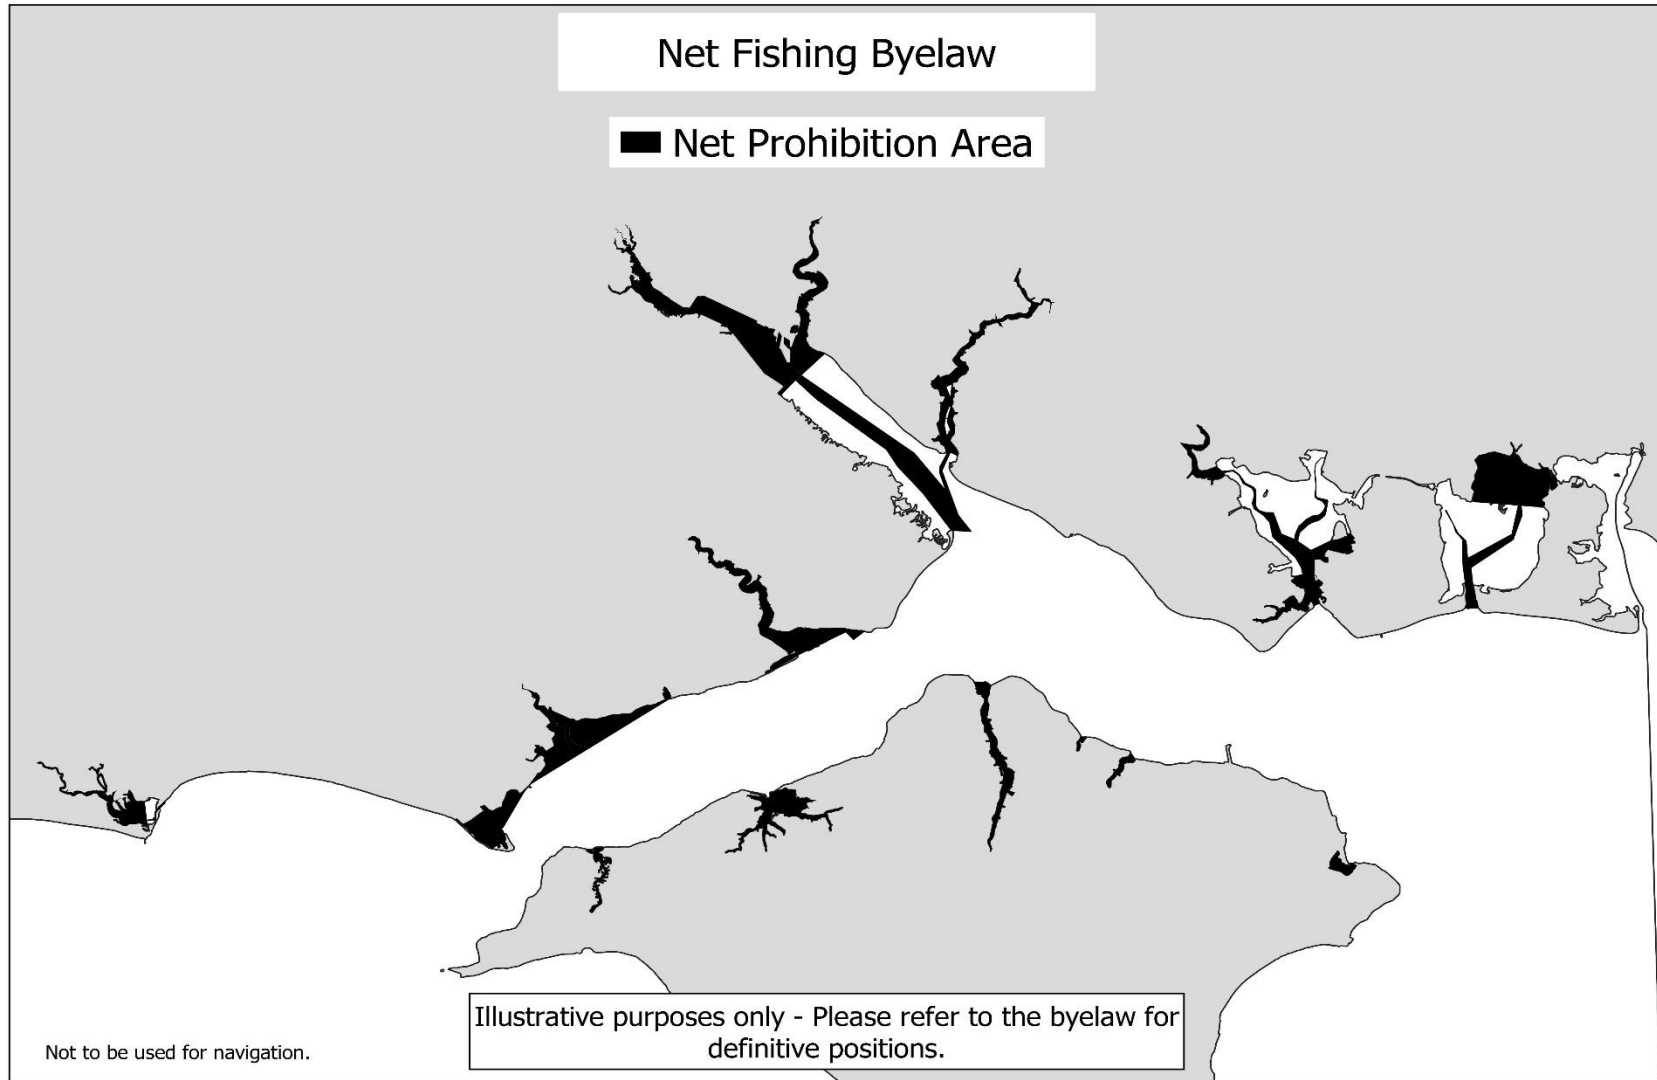 Net Fishing Byelaw
Net Prohibition Area
Illustrative purposes only - Please refer to the byelaw for
definitive positions.
Not to be used for navigation.